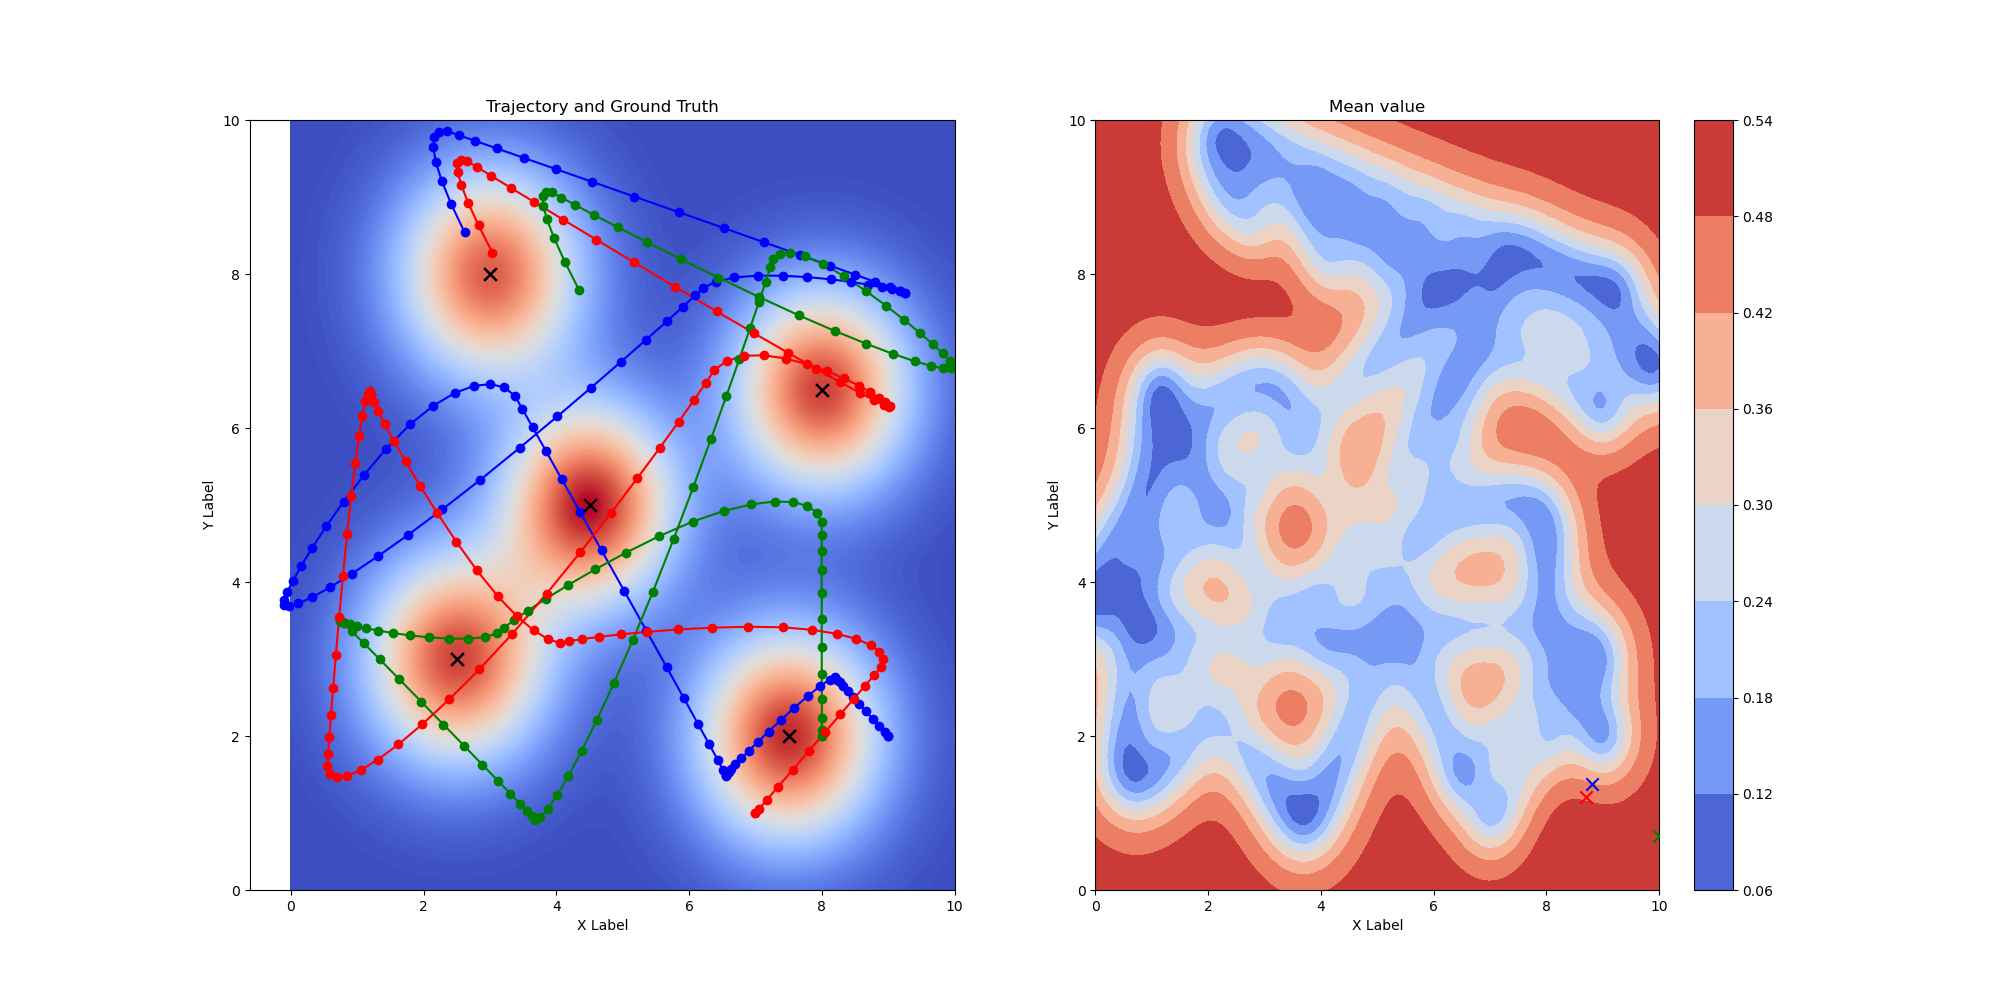 Trajectory and Ground Truth
Y Label
10
8
6
4
2
0
0 2 4 6 8 10
X Label
Mean value
Y Label
10
8
6
4
2
0
0 2 4 6 8 10
X Label
0.54
0.48
0.42
0.36
0.30
0.24
0.18
0.12
0.06